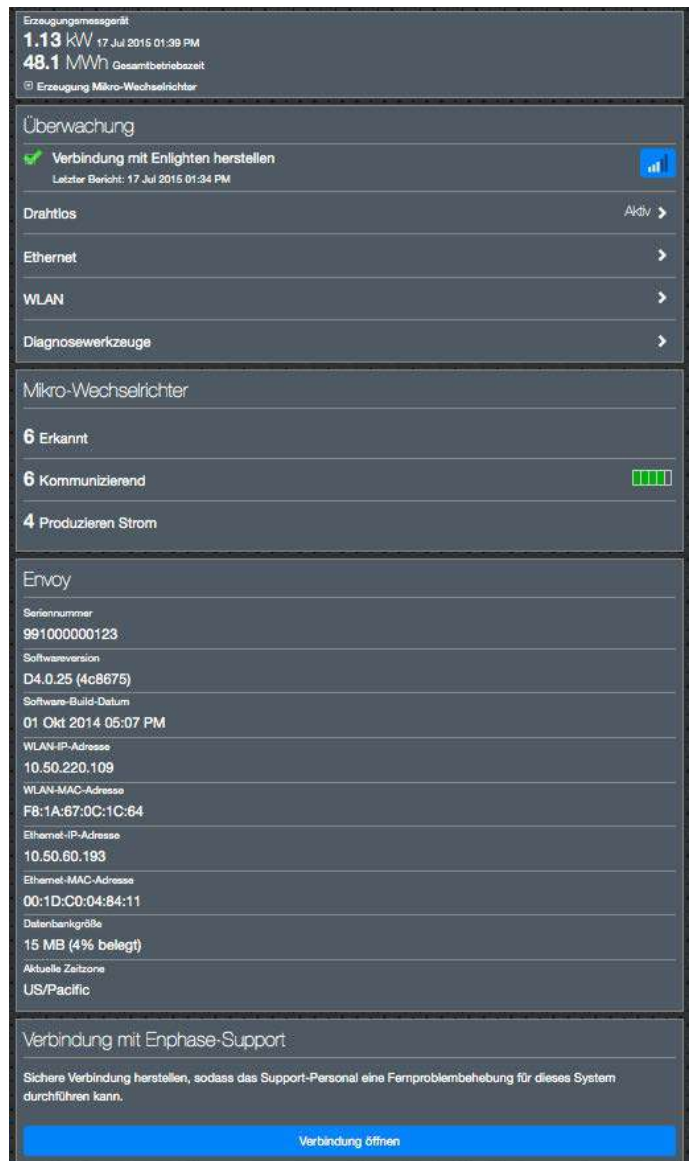 Erzeugungsmessgerät
1.13 kW 17 Jul 2015 01:39 PM
48.1 MWh Gesamtbetriebszeit
Erzeugung Mikro-Wechselrichter
Überwachung
Verbindung mit Enlighten herstellen
Letzter Bericht: 17 Jul 2015 01:34 PM
Drahtlos Aktiv
Ethernet
WLAN
Diagnosewerkzeuge
Mikro-Wechselrichter
6 Erkannt
6 Kommunizierend
4 Produzieren Strom
Envoy
Seriennummer
991000000123
Softwareversion
D4.0.25 (4c8675)
Software-Build-Datum
01 Okt 2014 05:07 PM
WLAN-IP-Adresse
10.50.220.109
WLAN-MAC-Adresse
F8:1A:67:0C:1C:64
Ethernet-IP-Adresse
10.50.60.193
Ethernet-MAC-Adresse
00:1D:C0:04:84:11
Datenbankgröße
15 MB (4% belegt)
Aktuelle Zeitzone
US/Pacific
Verbindung mit Enphase-Support
Sichere Verbindung herstellen, sodass das Support-Personal eine Fernproblembehebung für dieses System
durchführen kann.
Verbindung öffnen